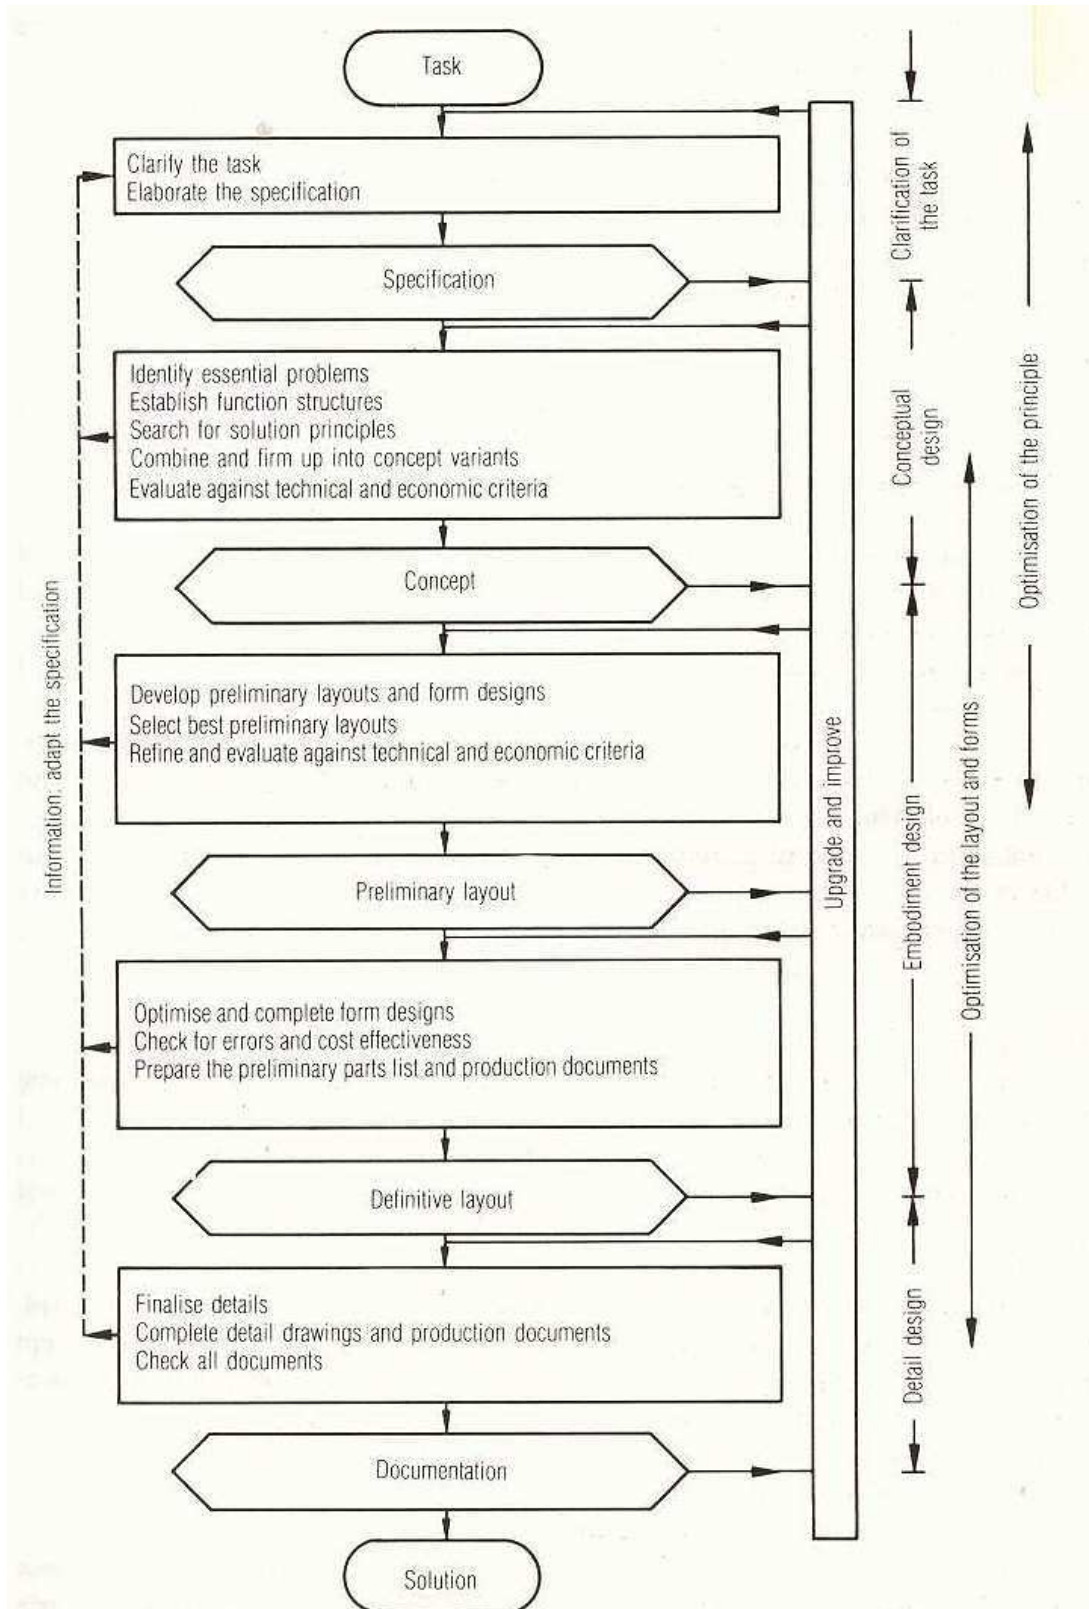 Task
Clarify the task
Elaborate the specification
Specification
Identify essential problems
Establish function structures
Search for solution principles
Combine and firm up into concept variants
Evaluate against technical and economic criteria
Concept
Develop preliminary layouts and form designs
Select best preliminary layouts
Refine and evaluate against technical and economic criteria
Preliminary layout
Optimise and complete form designs
Check for errors and cost effectiveness
Prepare the preliminary parts list and production documents
Definitive layout
Finalise details
Complete detail drawings and production documents
Check all documents
Documentation
Solution
Information: adapt the specification
Upgrade and improve
Clarification of
the task
Conceptual
design
Embodiment design
Detail design
Optimisation of the layout and forms
Optimisation of the principle